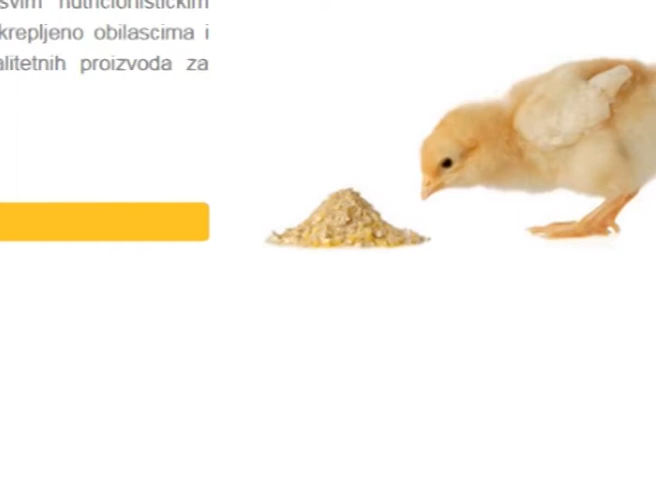 svim nutricionističkim
krepljeno obilascima i
alitetnih proizvoda za